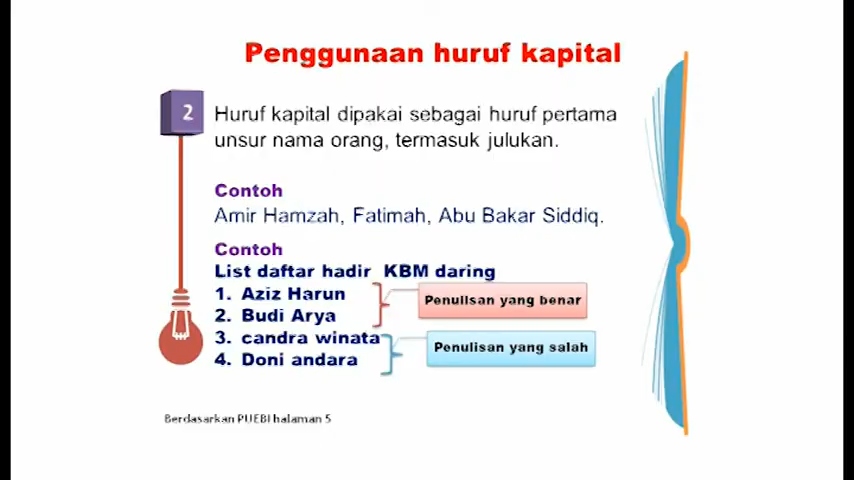 Penggunaan huruf kapital
2
Huruf kapital dipakai sebagai huruf pertama
unsur nama orang, termasuk julukan.
Contoh
Amir Hamzah, Fatimah, Abu Bakar Siddiq.
Contoh
List daftar hadir KBM daring
1. Aziz Harun
2. Budi Arya
Penulisan yang benar
3. candra winata
4. Doni andara
Penulisan yang salah
Berdasarkan PUEBI halaman 5